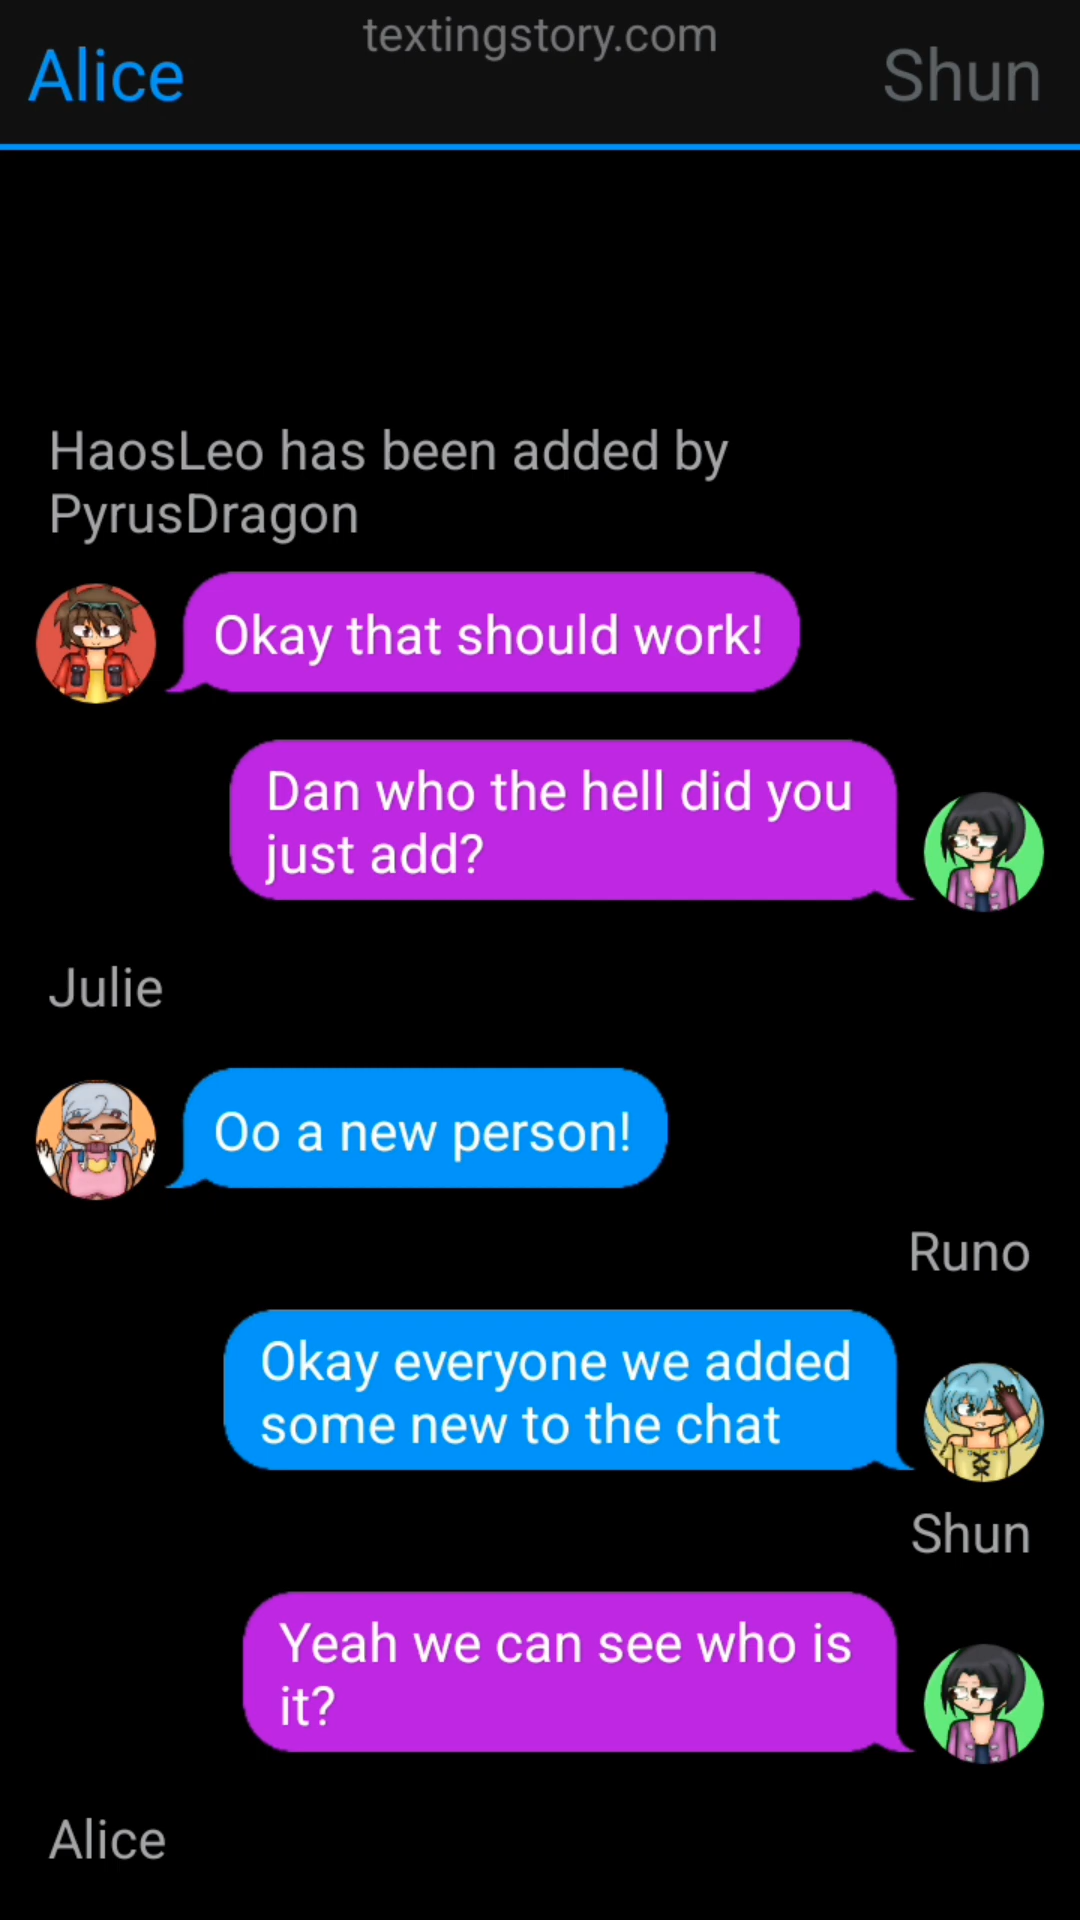 textingstory.com
Alice
Shun
HaosLeo has been added by
PyrusDragon
Okay that should work!
Dan who the hell did you
just add?
Julie
Oo a new person!
Runo
Okay everyone we added
some new to the chat
Shun
Yeah we can see who is
it?
Alice